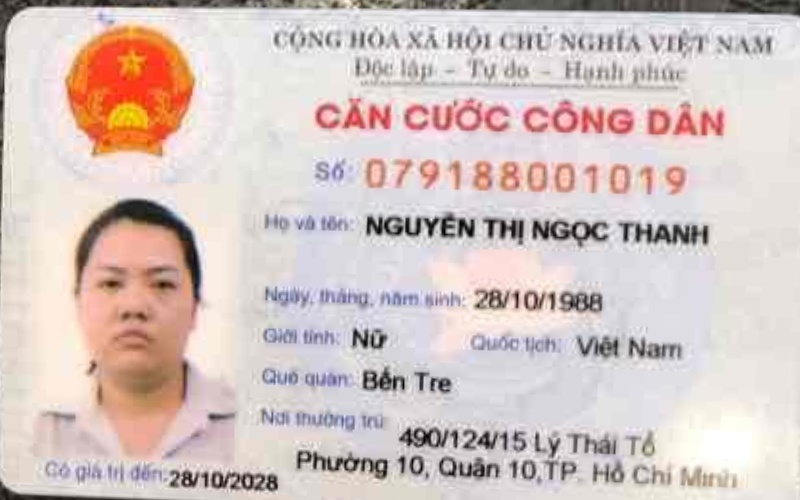 CỘNG HÒA XÃ HỘI CHỦ NGHĨA VIỆT NAM
Độc lập - Tự do - Hạnh phúc
CĂN CƯỚC CÔNG DÂN
Số: 079188001019
Họ và tên: NGUYỄN THỊ NGỌC THANH
Ngày, tháng, năm sinh: 28/10/1988
Giới tính: Nữ Quốc tịch: Việt Nam
Quê quán: Bến Tre
Nơi thường trú: 490/124/15 Lý Thái Tổ
Phường 10, Quận 10,TP. Hồ Chí Minh
Có giá trị đến: 28/10/2028